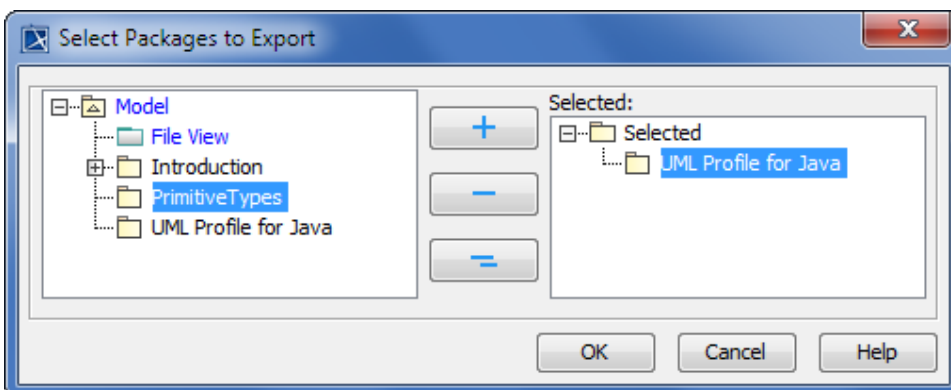 Select Packages to Export
Model
File View
Introduction
PrimitiveTypes
UML Profile for Java
Selected:
Selected
UML Profile for Java
OK
Cancel
Help